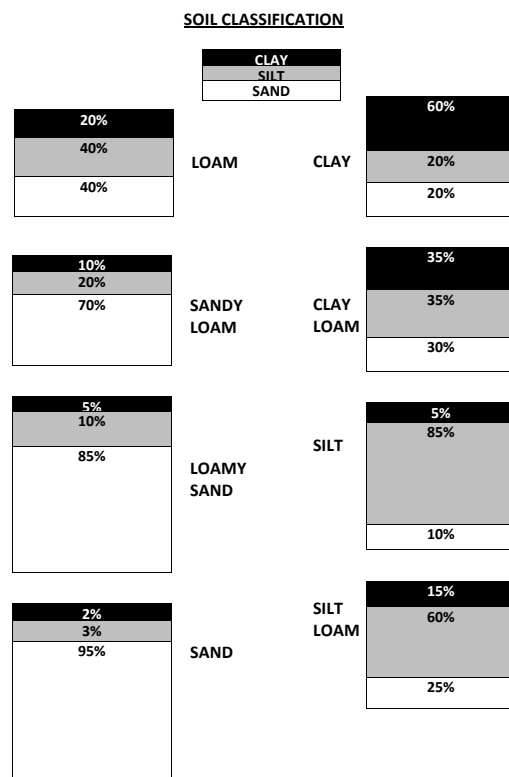 SOIL CLASSIFICATION
CLAY
SILT
SAND
20%
40%
40%
LOAM
10%
20%
70%
SANDY
LOAM
5%
10%
85%
LOAMY
SAND
2%
3%
95%
SAND
CLAY
60%
20%
20%
CLAY
LOAM
35%
35%
30%
SILT
5%
85%
10%
SILT
LOAM
15%
60%
25%